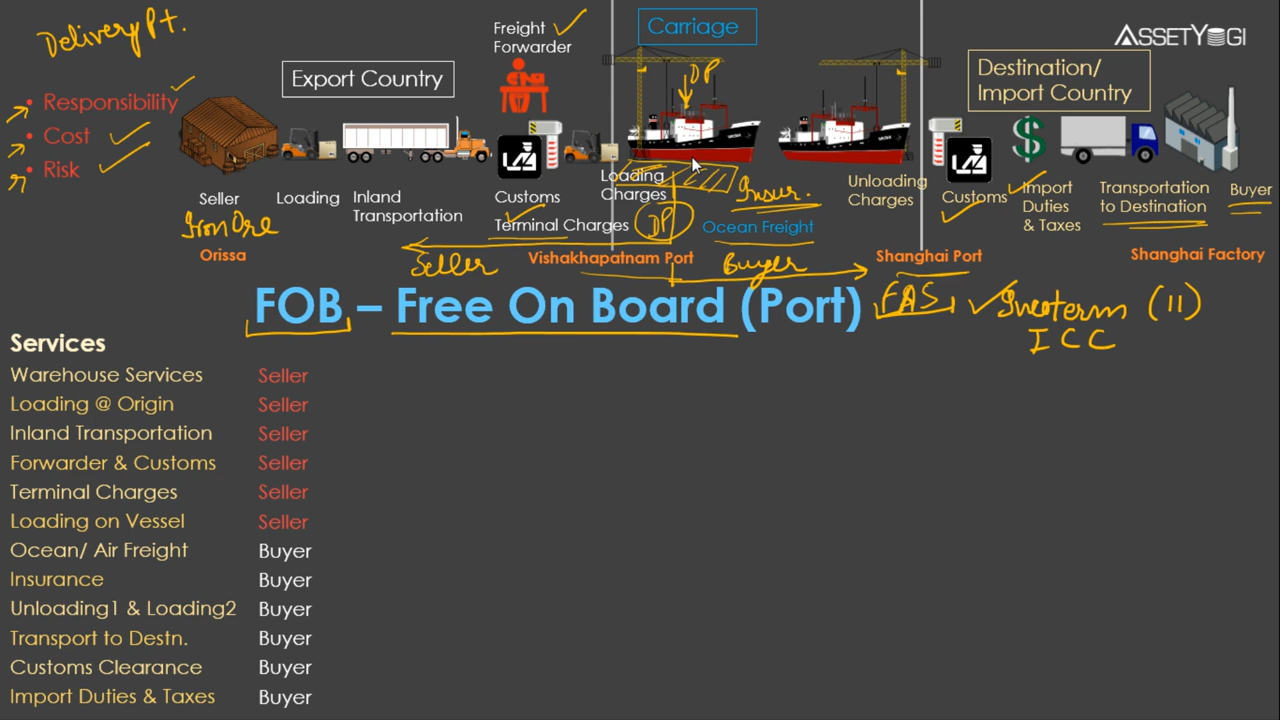 Delivery Pt.
Freight
Forwarder
Carriage
ASSETYOGI
Export Country
DP
Destination/
Import Country
• Responsibility
• Cost
• Risk
$
Seller
Loading
Inland
Transportation
Customs
Terminal Charges
Loading
Charges
DP
Insur.
Ocean Freight
Unloading
Charges
Customs
Import
Duties
& Taxes
Transportation
to Destination
Buyer
Iron Ore
Orissa
Seller
Vishakhapatnam Port
Buyer
Shanghai Port
Shanghai Factory
FOB – Free On Board (Port)
FAS
Incoterm (11)
ICC
Services
Warehouse Services Seller
Loading @ Origin Seller
Inland Transportation Seller
Forwarder & Customs Seller
Terminal Charges Seller
Loading on Vessel Seller
Ocean/ Air Freight Buyer
Insurance Buyer
Unloading1 & Loading2 Buyer
Transport to Destn. Buyer
Customs Clearance Buyer
Import Duties & Taxes Buyer